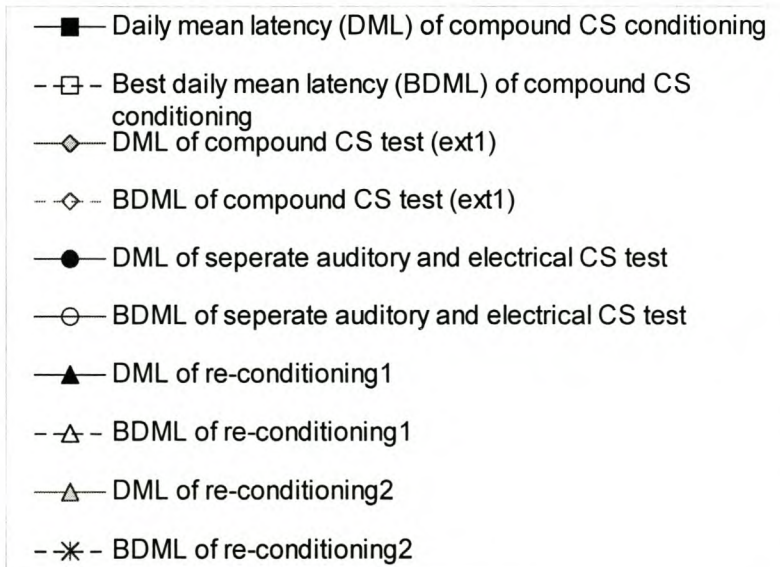 Daily mean latency (DML) of compound CS conditioning
Best daily mean latency (BDML) of compound CS
conditioning
DML of compound CS test (ext1)
BDML of compound CS test (ext1)
DML of seperate auditory and electrical CS test
BDML of seperate auditory and electrical CS test
DML of re-conditioning1
BDML of re-conditioning1
DML of re-conditioning2
BDML of re-conditioning2